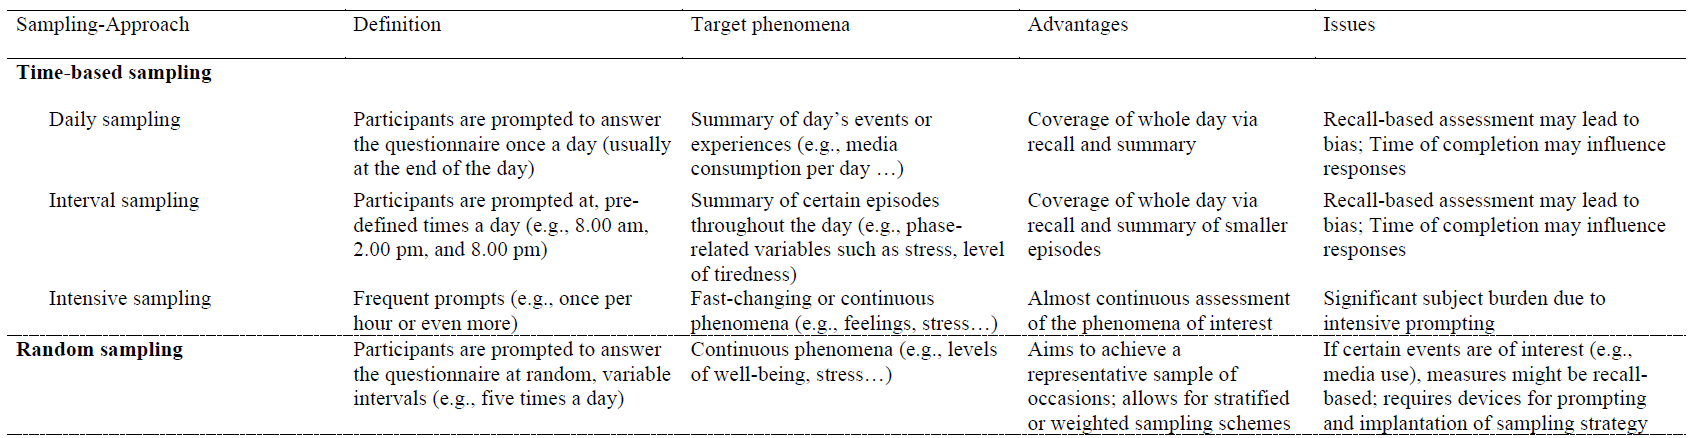 Sampling-Approach
Definition
Target phenomena
Advantages
Issues
Time-based sampling
Daily sampling
Participants are prompted to answer
the questionnaire once a day (usually
at the end of the day)
Summary of day’s events or
experiences (e.g., media
consumption per day …)
Coverage of whole day via
recall and summary
Recall-based assessment may lead to
bias; Time of completion may influence
responses
Interval sampling
Participants are prompted at, pre-
defined times a day (e.g., 8.00 am,
2.00 pm, and 8.00 pm)
Summary of certain episodes
throughout the day (e.g., phase-
related variables such as stress, level
of tiredness)
Coverage of whole day via
recall and summary of smaller
episodes
Recall-based assessment may lead to
bias; Time of completion may influence
responses
Intensive sampling
Frequent prompts (e.g., once per
hour or even more)
Fast-changing or continuous
phenomena (e.g., feelings, stress…)
Almost continuous assessment
of the phenomena of interest
Significant subject burden due to
intensive prompting
Random sampling
Participants are prompted to answer
the questionnaire at random, variable
intervals (e.g., five times a day)
Continuous phenomena (e.g., levels
of well-being, stress…)
Aims to achieve a
representative sample of
occasions; allows for stratified
or weighted sampling schemes
If certain events are of interest (e.g.,
media use), measures might be recall-
based; requires devices for prompting
and implantation of sampling strategy